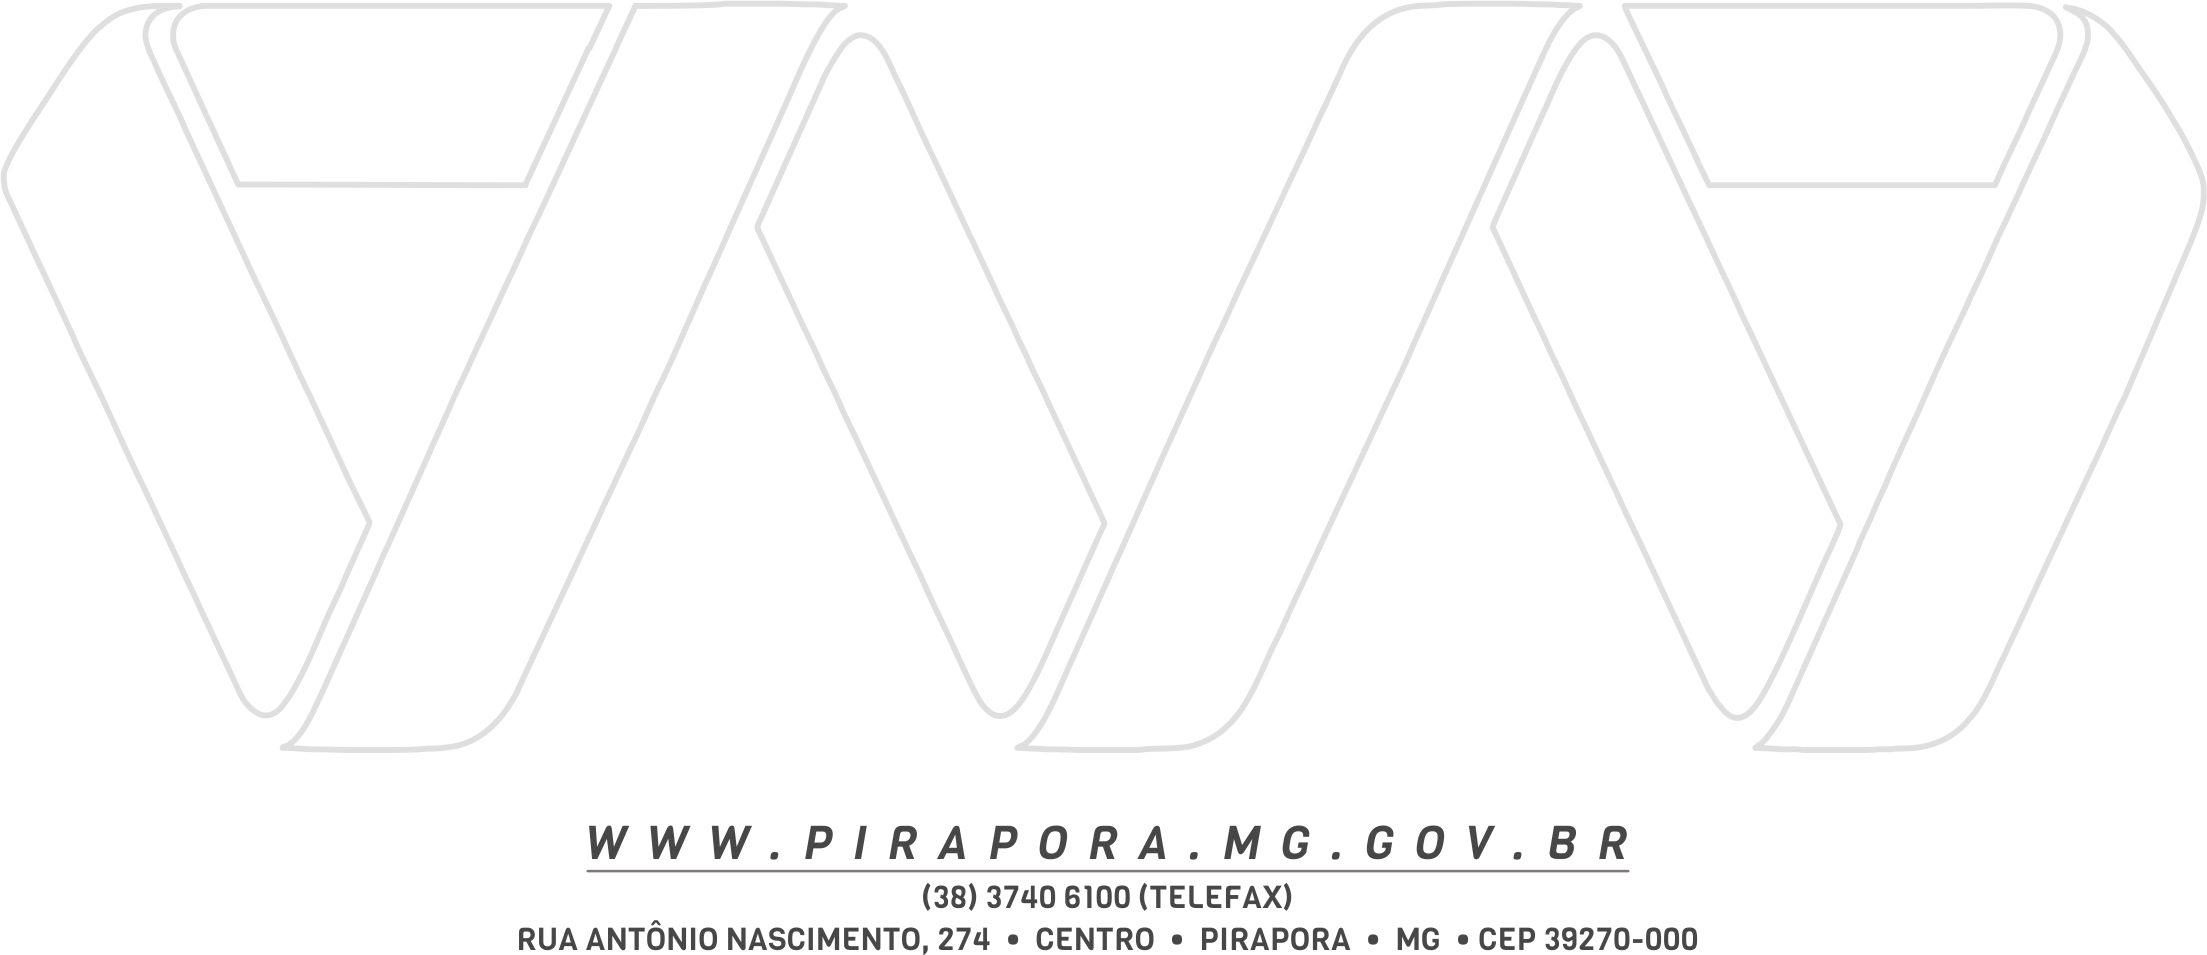 WWW.PIRAPORA.MG.GOV.BR
(38) 3740 6100 (TELEFAX)
RUA ANTÔNIO NASCIMENTO, 274 • CENTRO • PIRAPORA • MG • CEP 39270-000